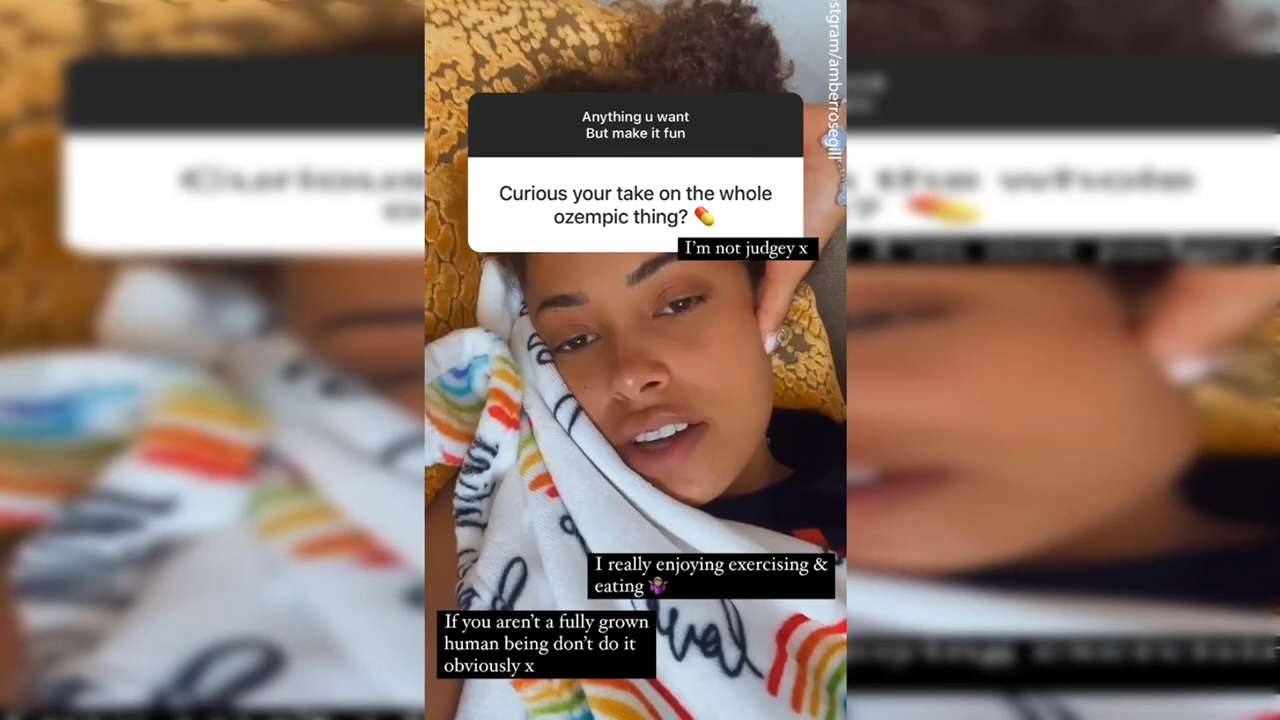 Anything u want
But make it fun
Curious your take on the whole
ozempic thing? 💊
I'm not judgey x
stgram/amberrosegill
I really enjoying exercising &
eating 🤷🏽‍♀️
If you aren't a fully grown
human being don't do it
obviously x